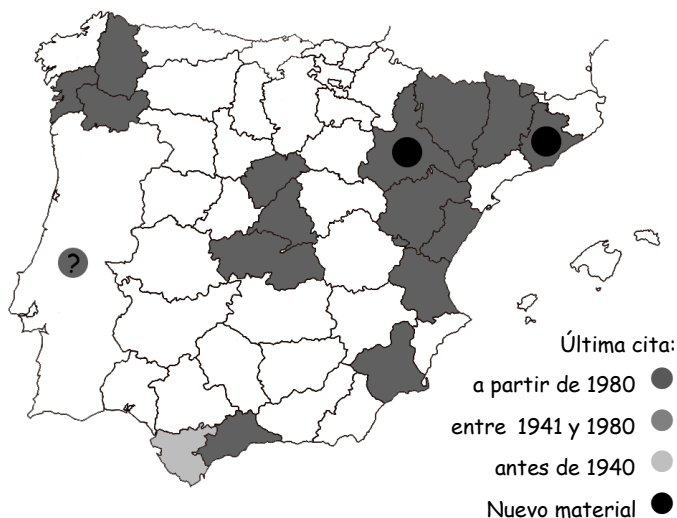 ?
Última cita:
a partir de 1980
entre 1941 y 1980
antes de 1940
Nuevo material